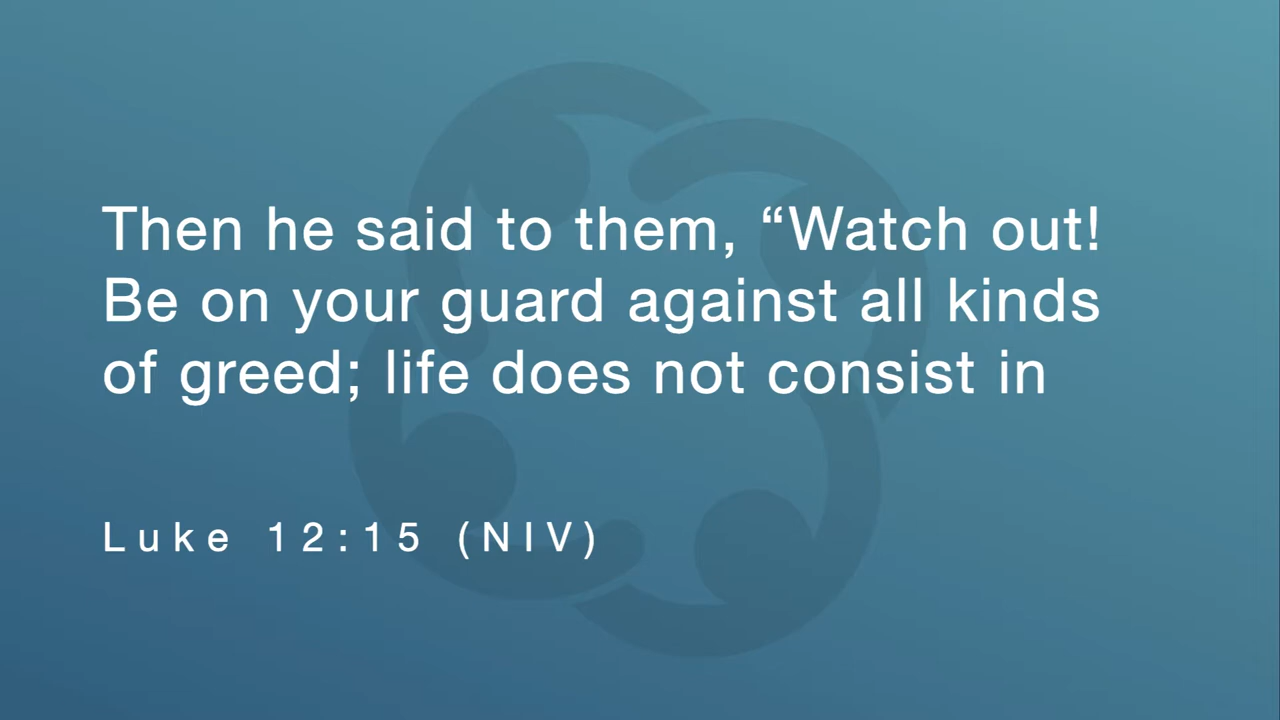 Then he said to them, “Watch out!
Be on your guard against all kinds
of greed; life does not consist in
Luke 12:15 (NIV)